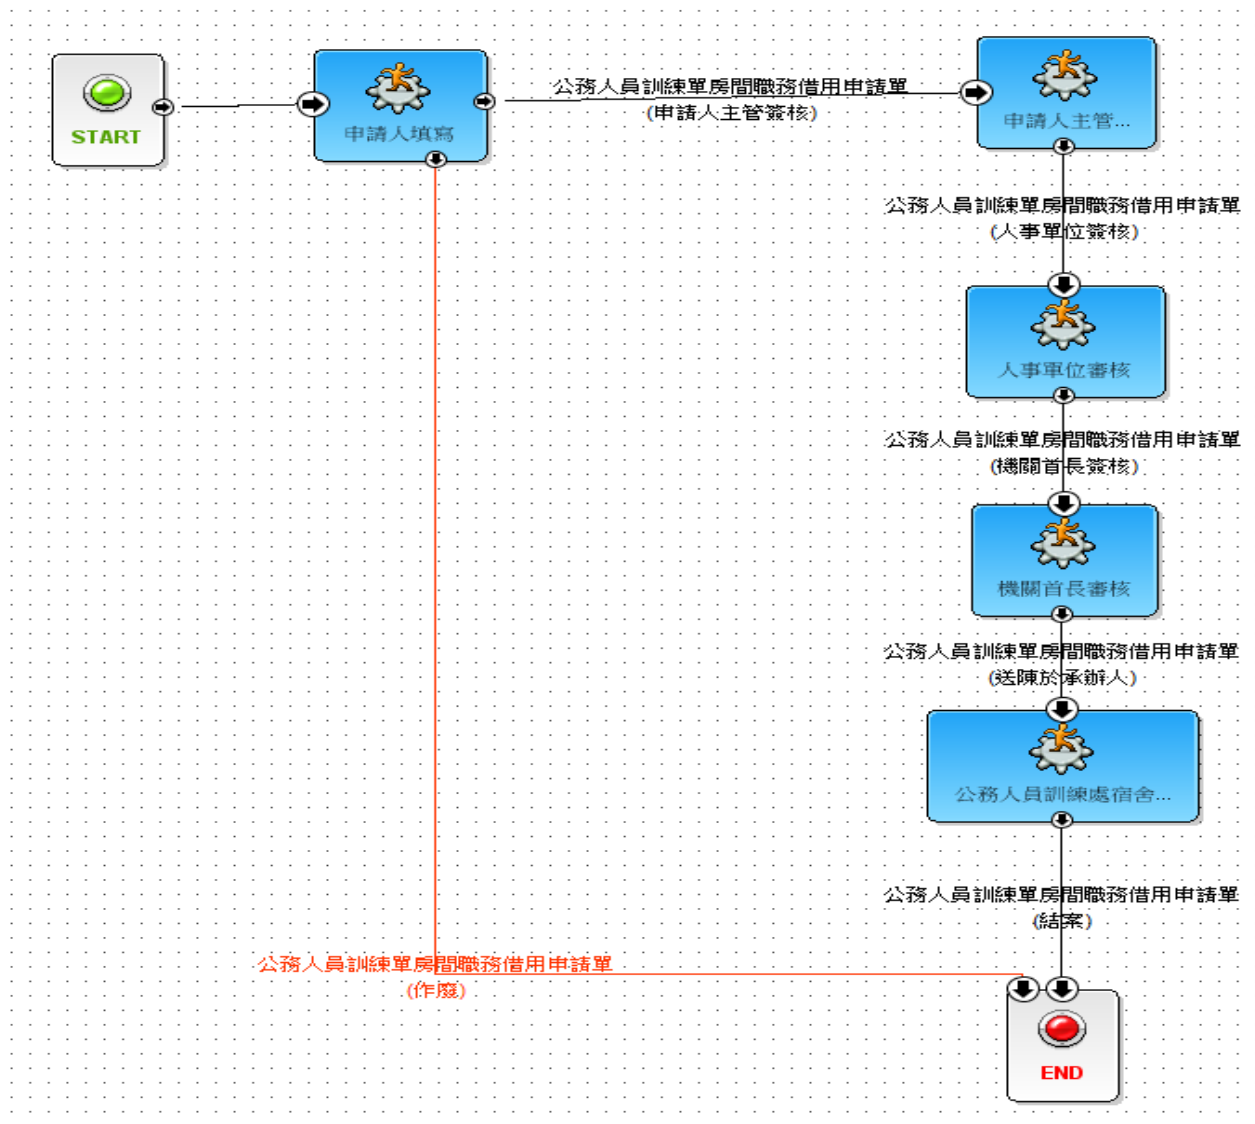 START
申請人填寫
公務人員訓練單房間職務借用申請單
(申請人主管簽核)
申請人主管...
公務人員訓練單房間職務借用申請單
(人事單位簽核)
人事單位審核
公務人員訓練單房間職務借用申請單
(機關首長簽核)
機關首長審核
公務人員訓練單房間職務借用申請單
(送陳於承辦人)
公務人員訓練處宿舍...
公務人員訓練單房間職務借用申請單
(結案)
公務人員訓練單房間職務借用申請單
(作廢)
END